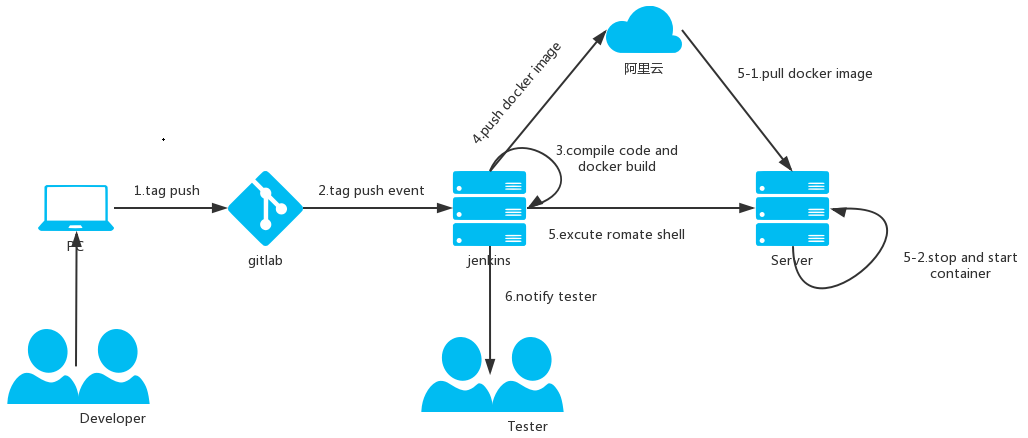 阿里云
4.push docker image
5-1.pull docker image
3.compile code and
docker build
1.tag push
2.tag push event
PC
gitlab
jenkins
5.excute romate shell
Server
5-2.stop and start
container
6.notify tester
Developer
Tester